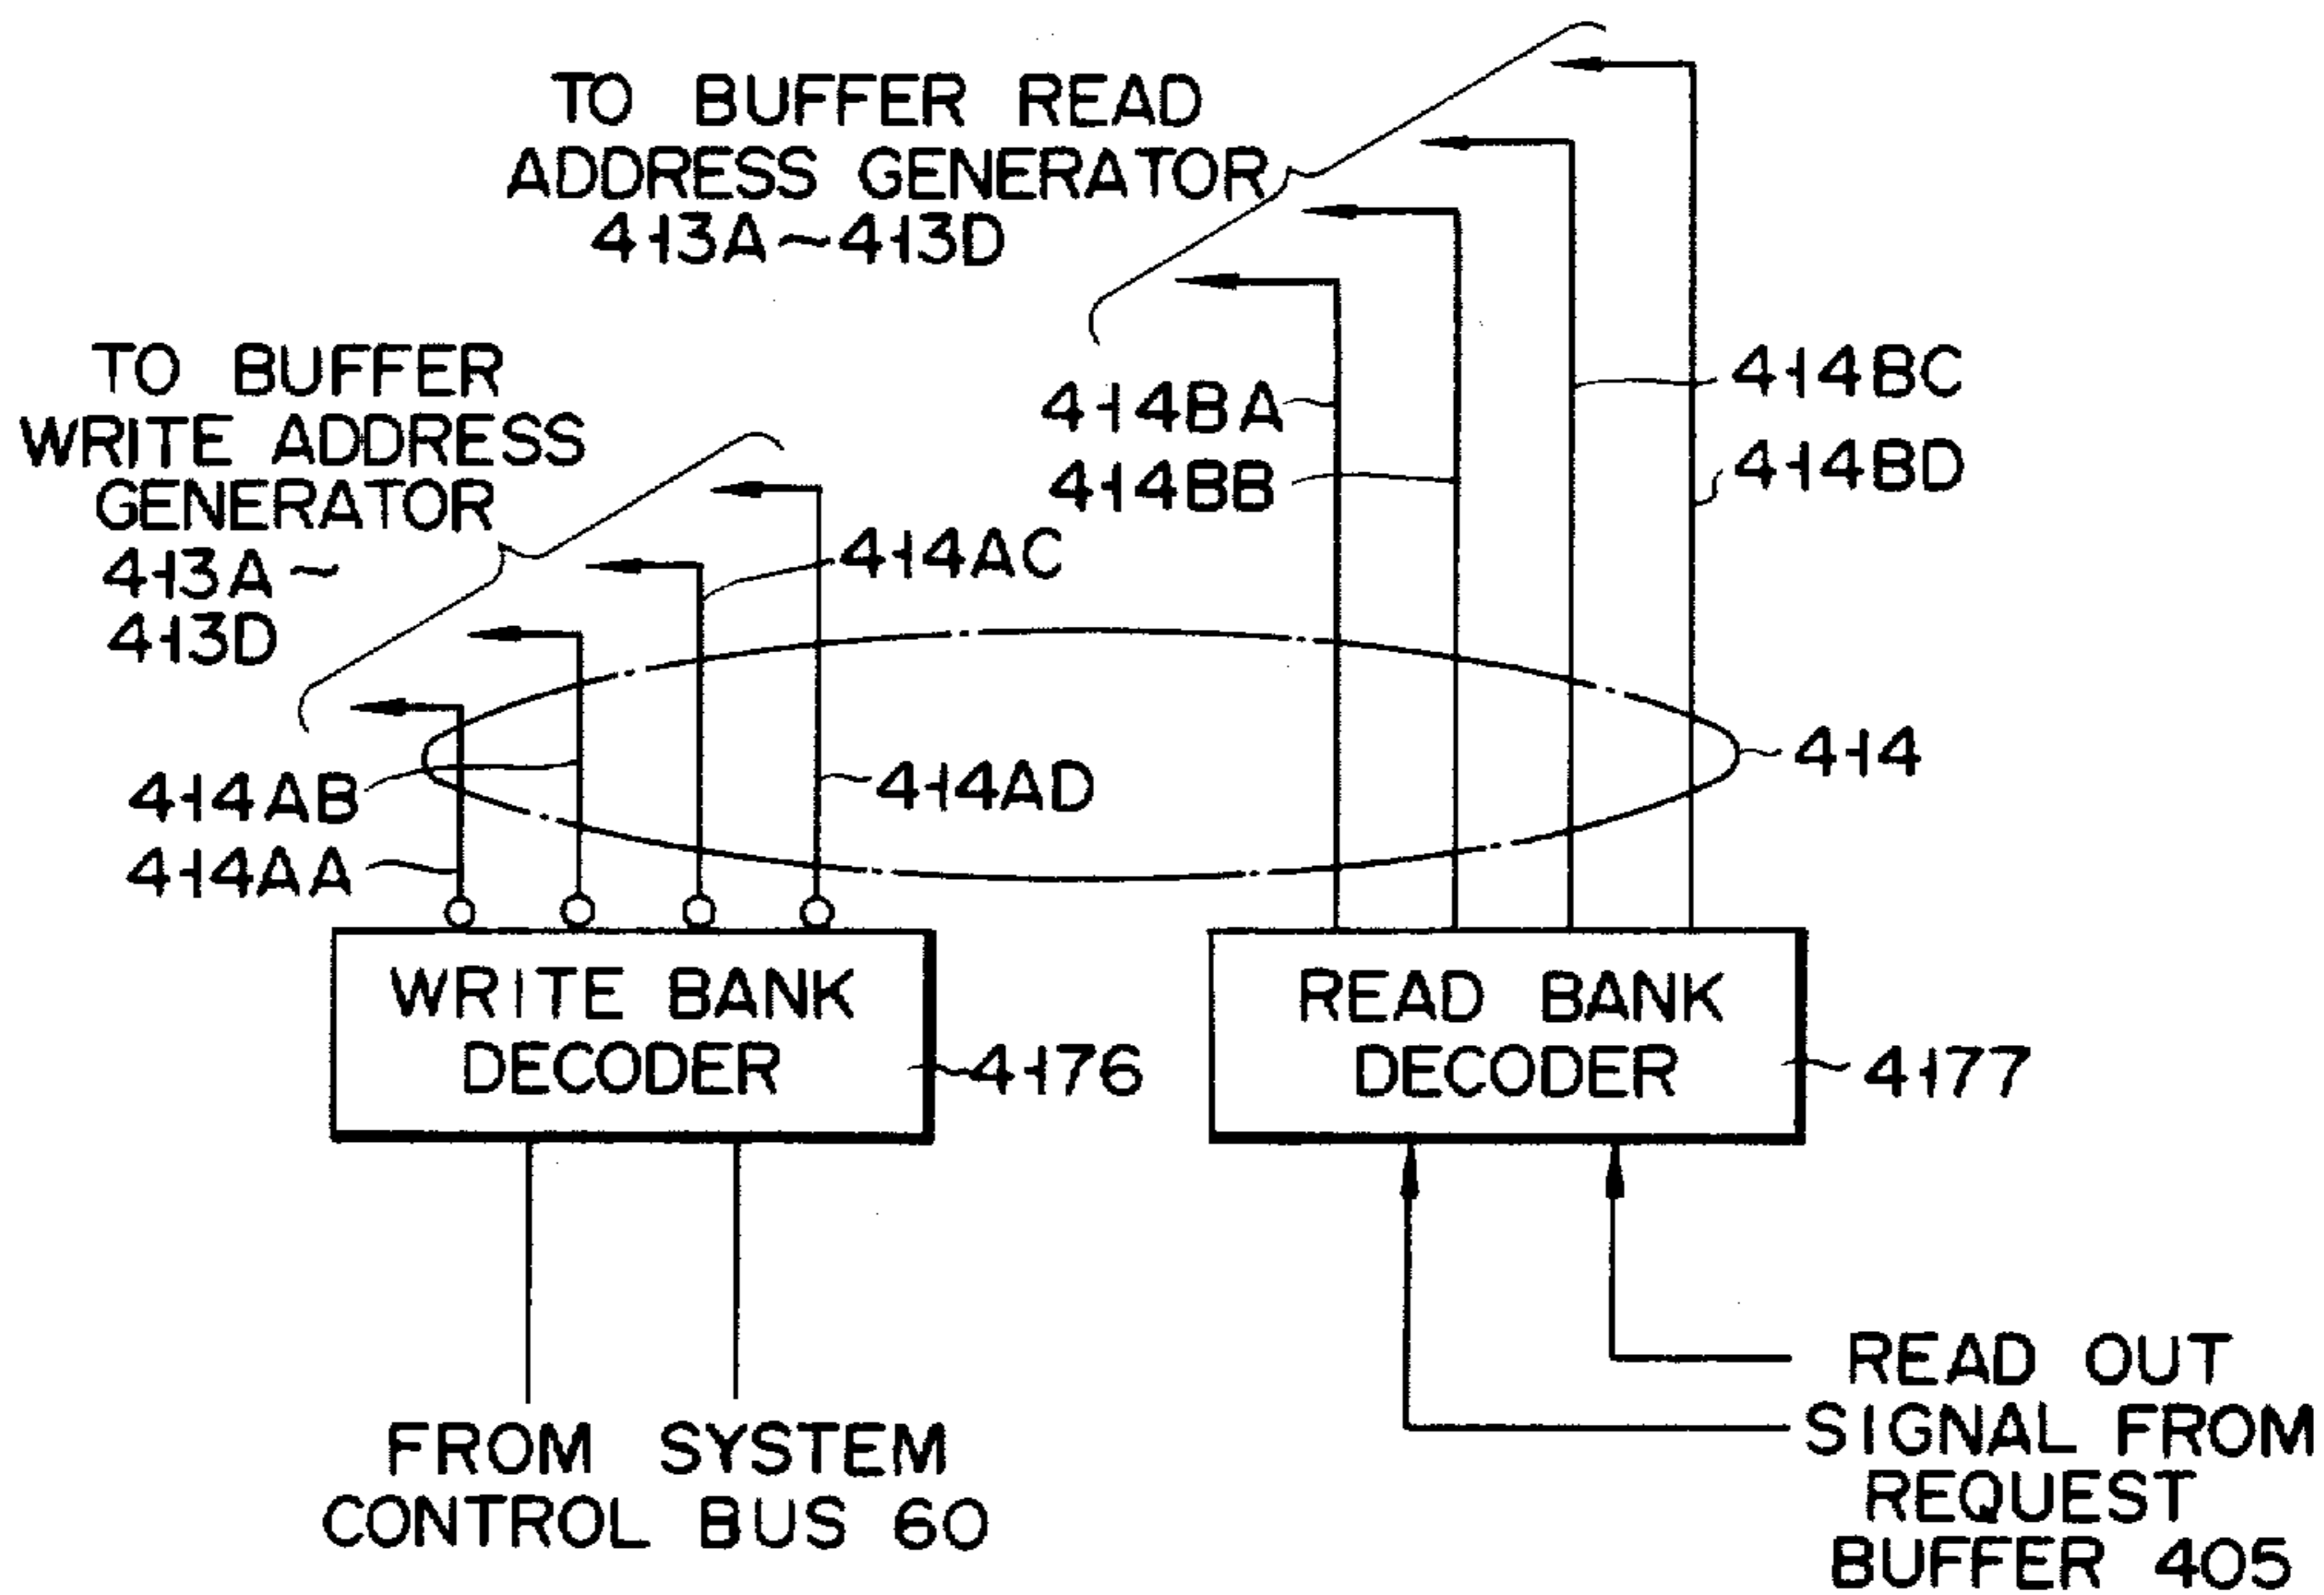 TO BUFFER READ
ADDRESS GENERATOR
413A~413D
TO BUFFER
WRITE ADDRESS
GENERATOR
413A~
413D
414BA
414BB
414BC
414BD
414AC
414AB
414AA
414AD
414
WRITE BANK
DECODER
4176
READ BANK
DECODER
4177
FROM SYSTEM
CONTROL BUS 60
READ OUT
SIGNAL FROM
REQUEST
BUFFER 405